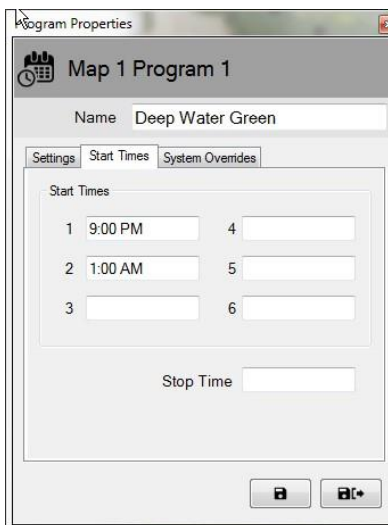 Program Properties
Map 1 Program 1
Name Deep Water Green
Settings Start Times System Overrides
Start Times
1 9:00 PM 4
2 1:00 AM 5
3 6
Stop Time